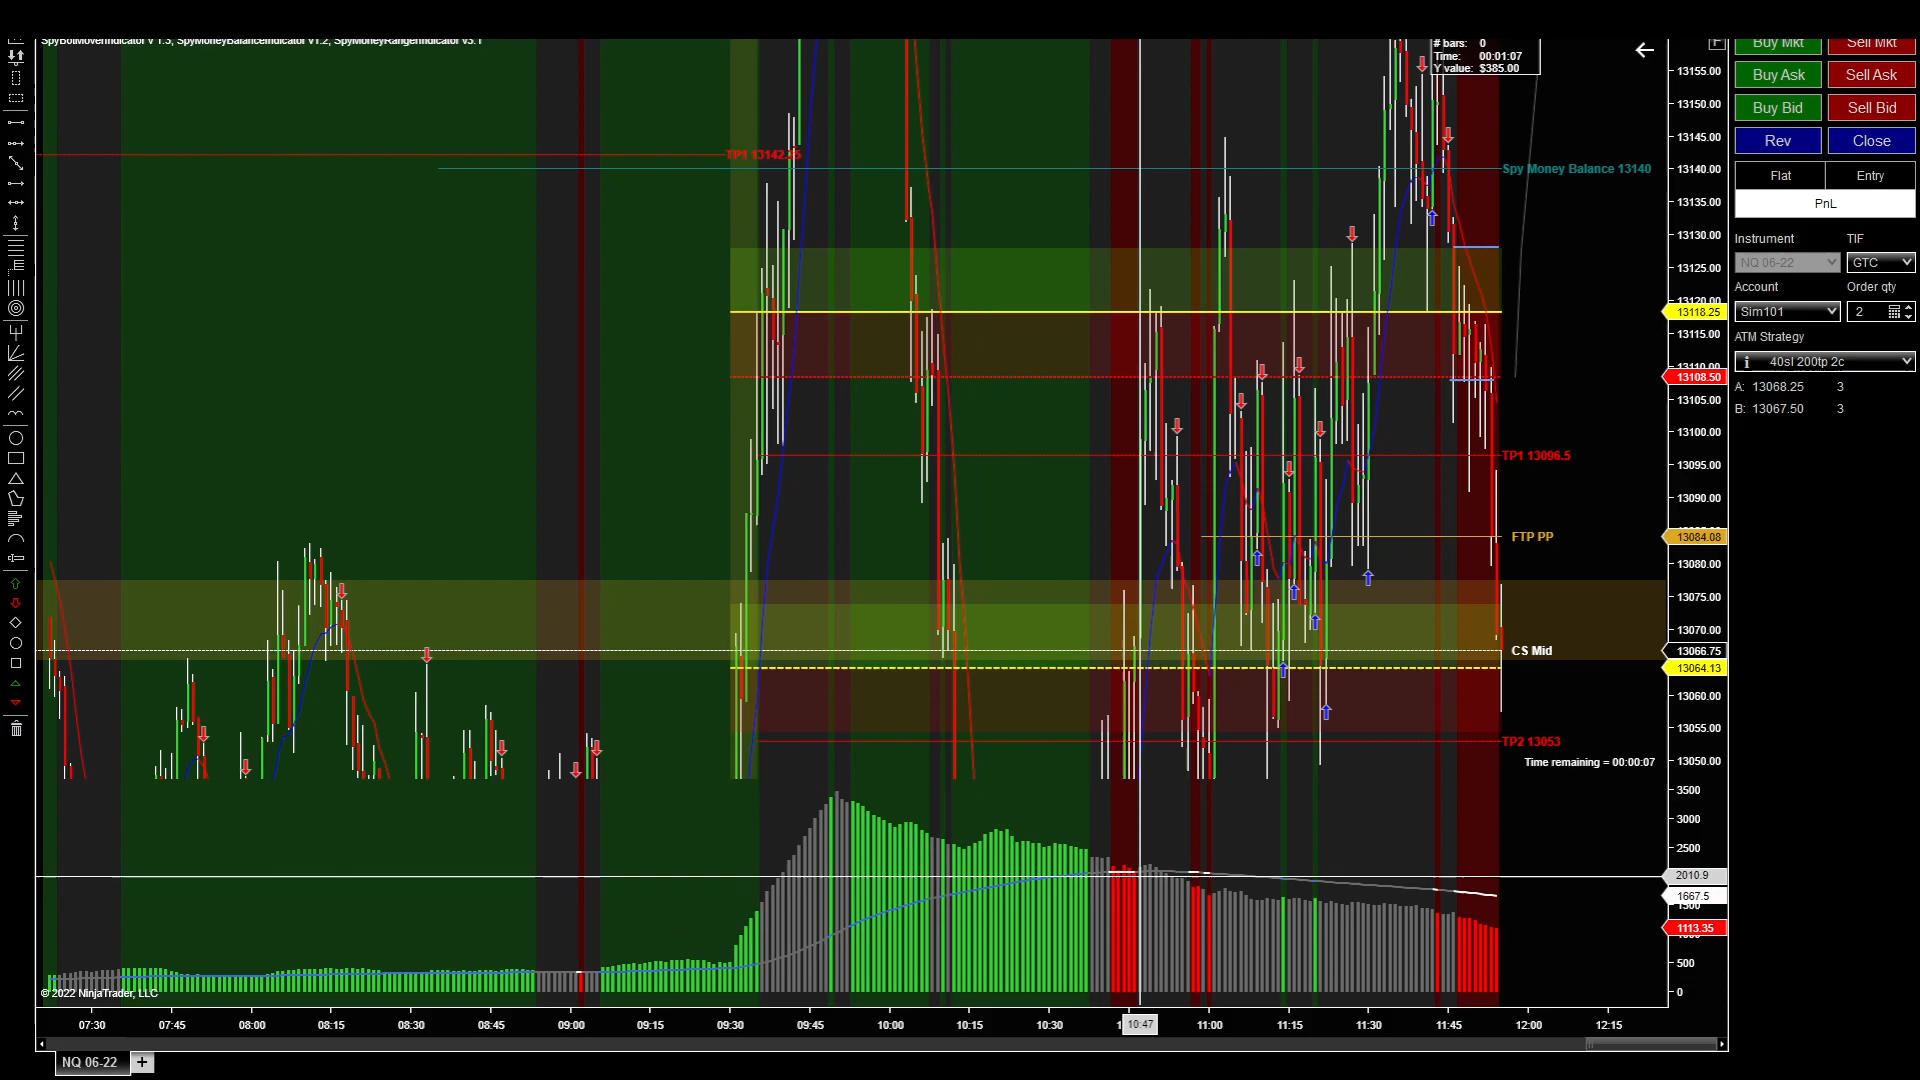 SpyBotMoverIndicator V 1.3, SpyMoneyBalanceIndicator V1.2, SpyMoneyRangerIndicator v3.1
# bars: 0
Time: 00:01:07
Y value: $385.00
F
Buy Mkt
Sell Mkt
Buy Ask
Sell Ask
Buy Bid
Sell Bid
Rev
Close
Flat
Entry
PnL
Instrument
TIF
NQ 06-22
GTC
Account
Order qty
Sim101
2
ATM Strategy
40sl 200tp 2c
A: 13068.25 3
B: 13067.50 3
13155.00
13150.00
13145.00
13140.00
13135.00
13130.00
13125.00
13120.00
13118.25
13115.00
13110.00
13108.50
13105.00
13100.00
13095.00
13090.00
13084.08
13080.00
13075.00
13070.00
13066.75
13064.13
13060.00
13055.00
13050.00
TP1 13142.25
Spy Money Balance 13140
TP1 13096.5
FTP PP
CS Mid
TP2 13053
Time remaining = 00:00:07
3500
3000
2500
2010.9
1667.5
1500
1113.35
500
0
© 2022 NinjaTrader, LLC
07:30
07:45
08:00
08:15
08:30
08:45
09:00
09:15
09:30
09:45
10:00
10:15
10:30
10:47
11:00
11:15
11:30
11:45
12:00
12:15
NQ 06-22
+